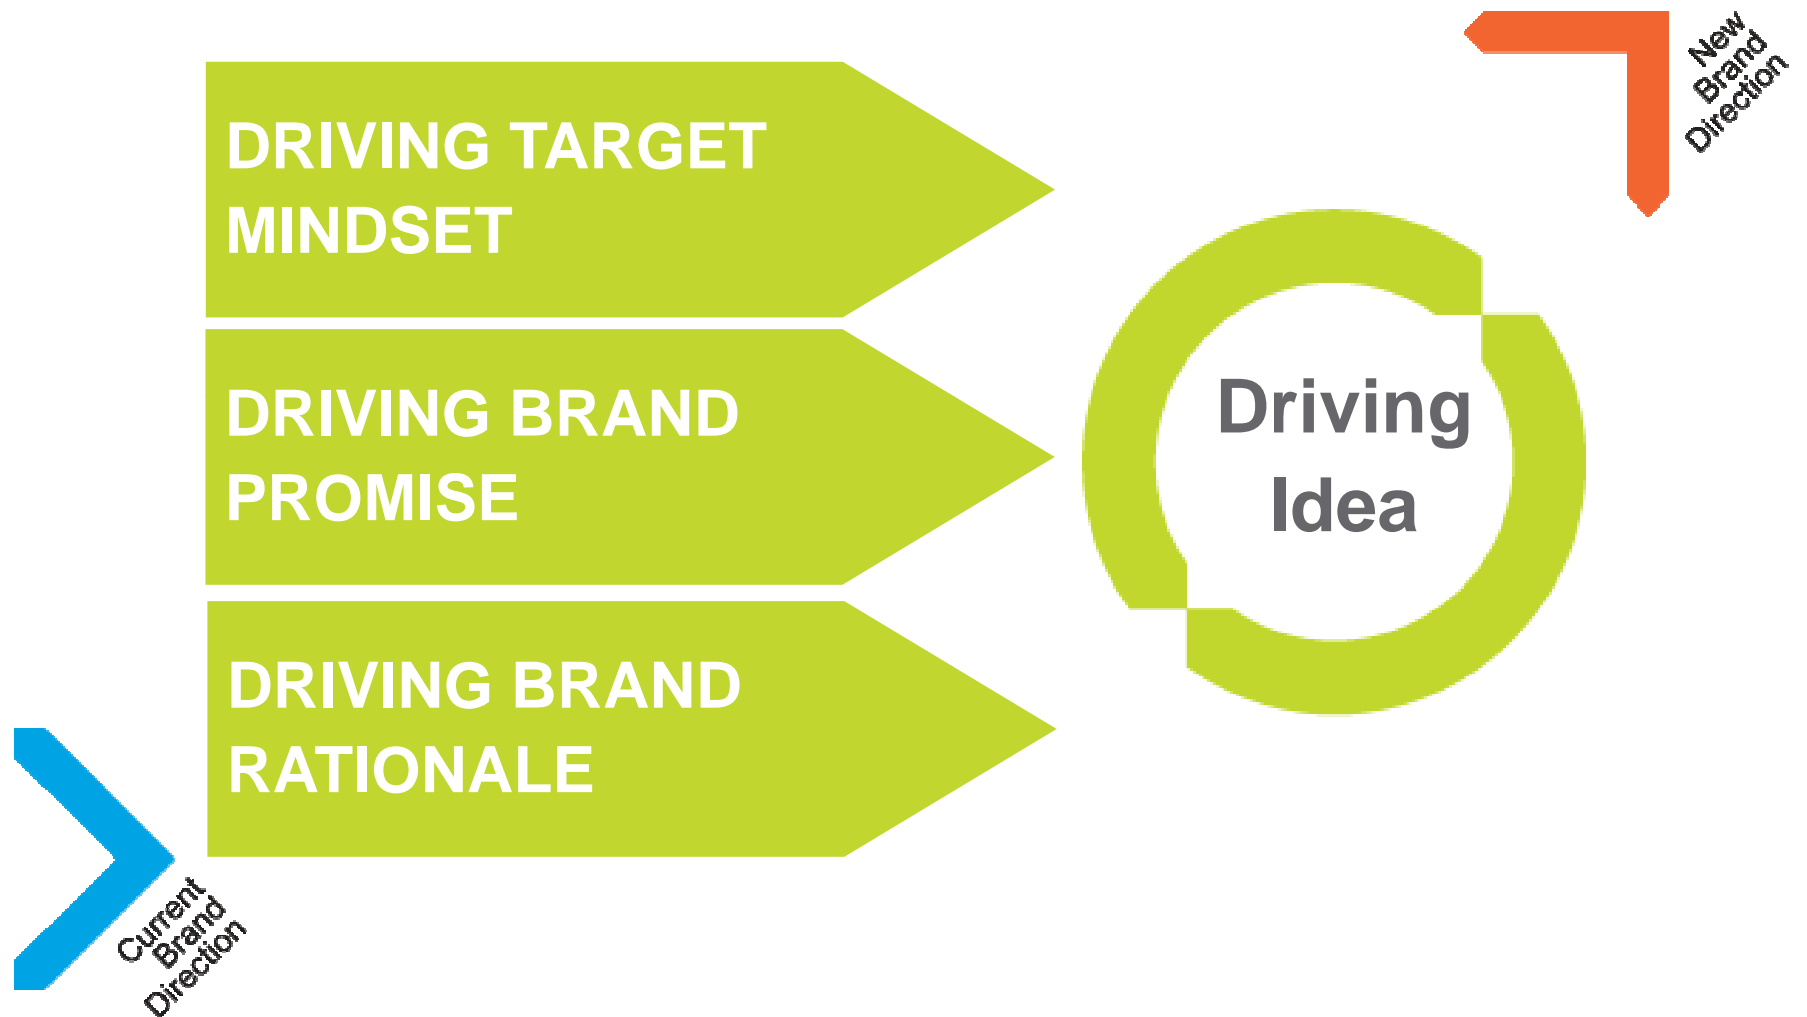 New
Brand
Direction
DRIVING TARGET
MINDSET
DRIVING BRAND
PROMISE
Driving
Idea
DRIVING BRAND
RATIONALE
Current
Brand
Direction